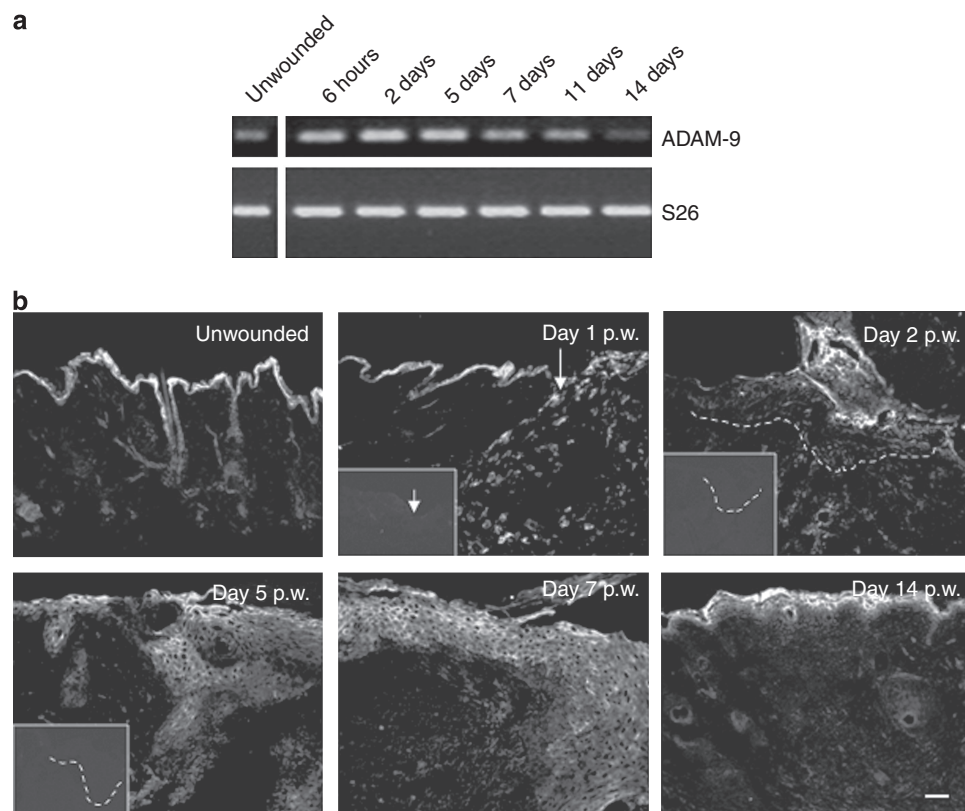 a
Unwounded
6 hours
2 days
5 days
7 days
11 days
14 days
ADAM-9
S26
b
Unwounded
Day 1 p.w.
Day 2 p.w.
Day 5 p.w.
Day 7 p.w.
Day 14 p.w.